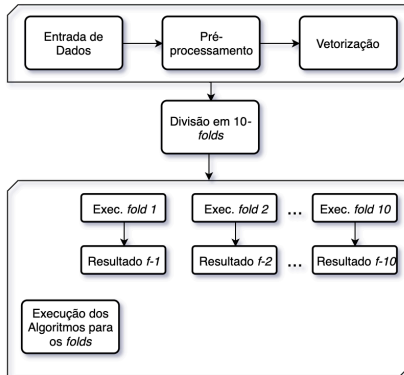 Entrada de
Dados
Pré-
processamento
Vetorização
Divisão em 10-
folds
Exec. fold 1
Exec. fold 2
...
Exec. fold 10
Resultado f-1
Resultado f-2
...
Resultado f-10
Execução dos
Algoritmos para
os folds